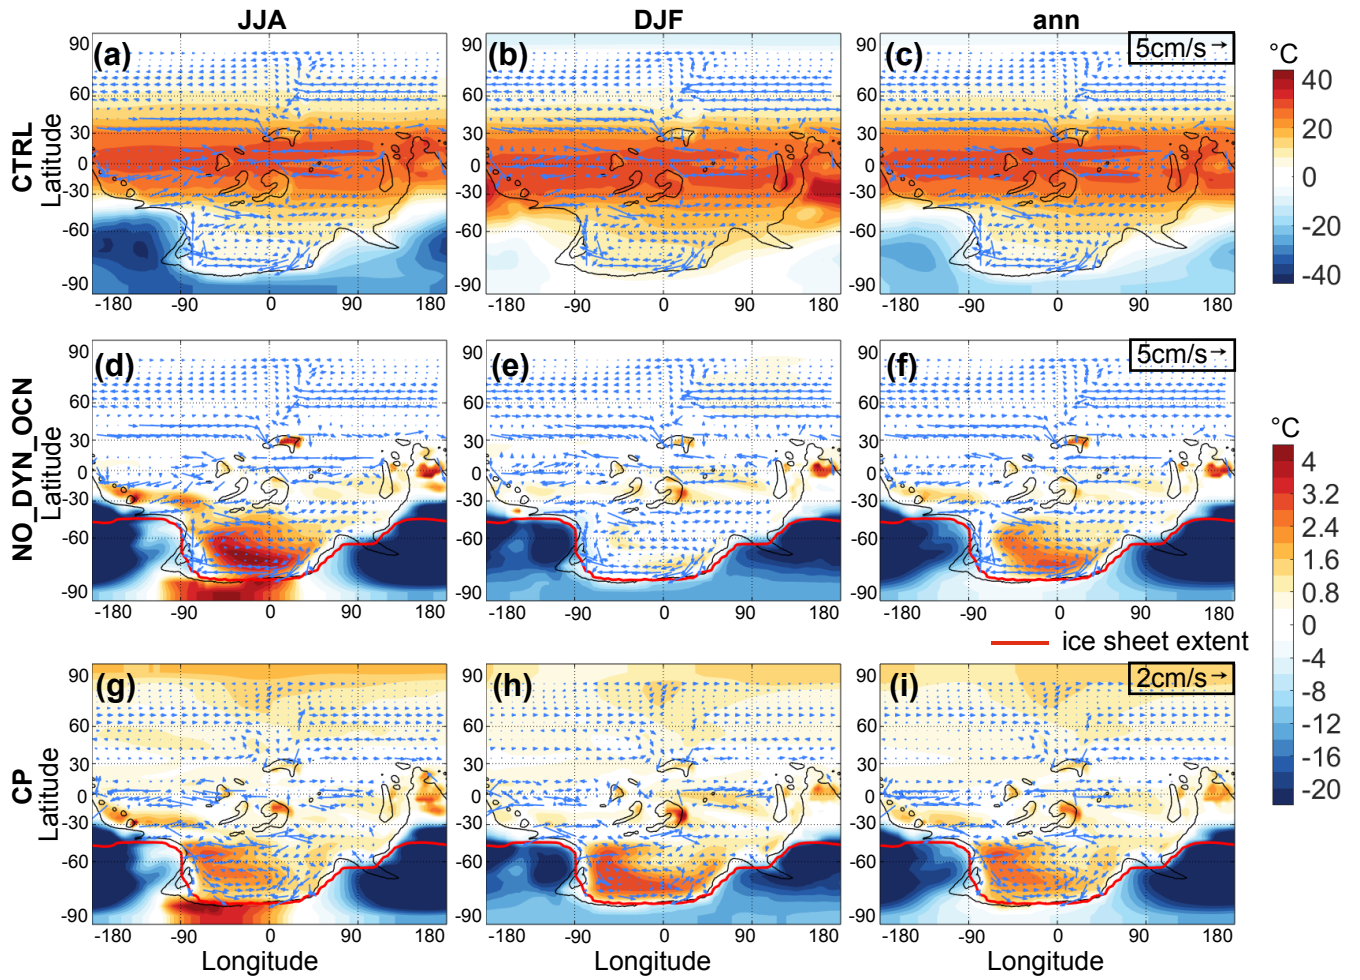 JJA DJF ann
(a) (b) (c) 5cm/s °C
90 90 90 40
60 60 60 20
30 30 30
0 0 0 0
-30 -30 -30 -20
-60 -60 -60
-90 -90 -90 -40
CTRL
Latitude
-180 -90 0 90 180 -180 -90 0 90 180 -180 -90 0 90 180
(d) (e) (f) 5cm/s
90 90 90
60 60 60
30 30 30
0 0 0
-30 -30 -30
-60 -60 -60
-90 -90 -90
NO_DYN_OCN
Latitude
-180 -90 0 90 180 -180 -90 0 90 180 -180 -90 0 90 180
°C
4
3.2
2.4
1.6
0.8
0
-4
-8
-12
-16
-20
ice sheet extent
(g) (h) (i) 2cm/s
90 90 90
60 60 60
30 30 30
0 0 0
-30 -30 -30
-60 -60 -60
-90 -90 -90
CP
Latitude
-180 -90 0 90 180 -180 -90 0 90 180 -180 -90 0 90 180
Longitude Longitude Longitude